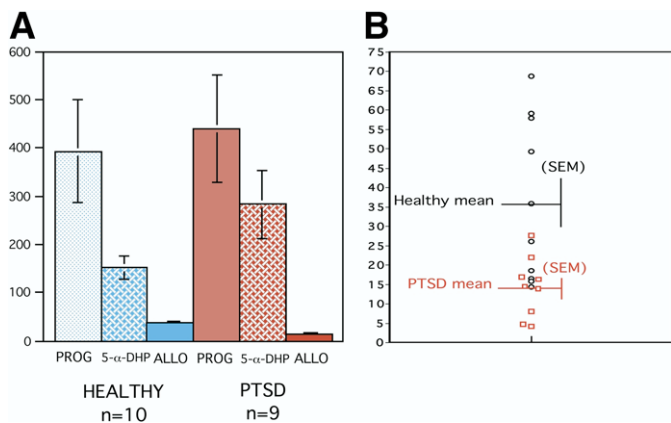 A
600
500
400
300
200
100
0
PROG 5-α-DHP ALLO PROG 5-α-DHP ALLO
HEALTHY PTSD
n=10 n=9
B
75
70
65
60
55
50
45
40
35
30
25
20
15
10
5
0
(SEM)
Healthy mean
(SEM)
PTSD mean